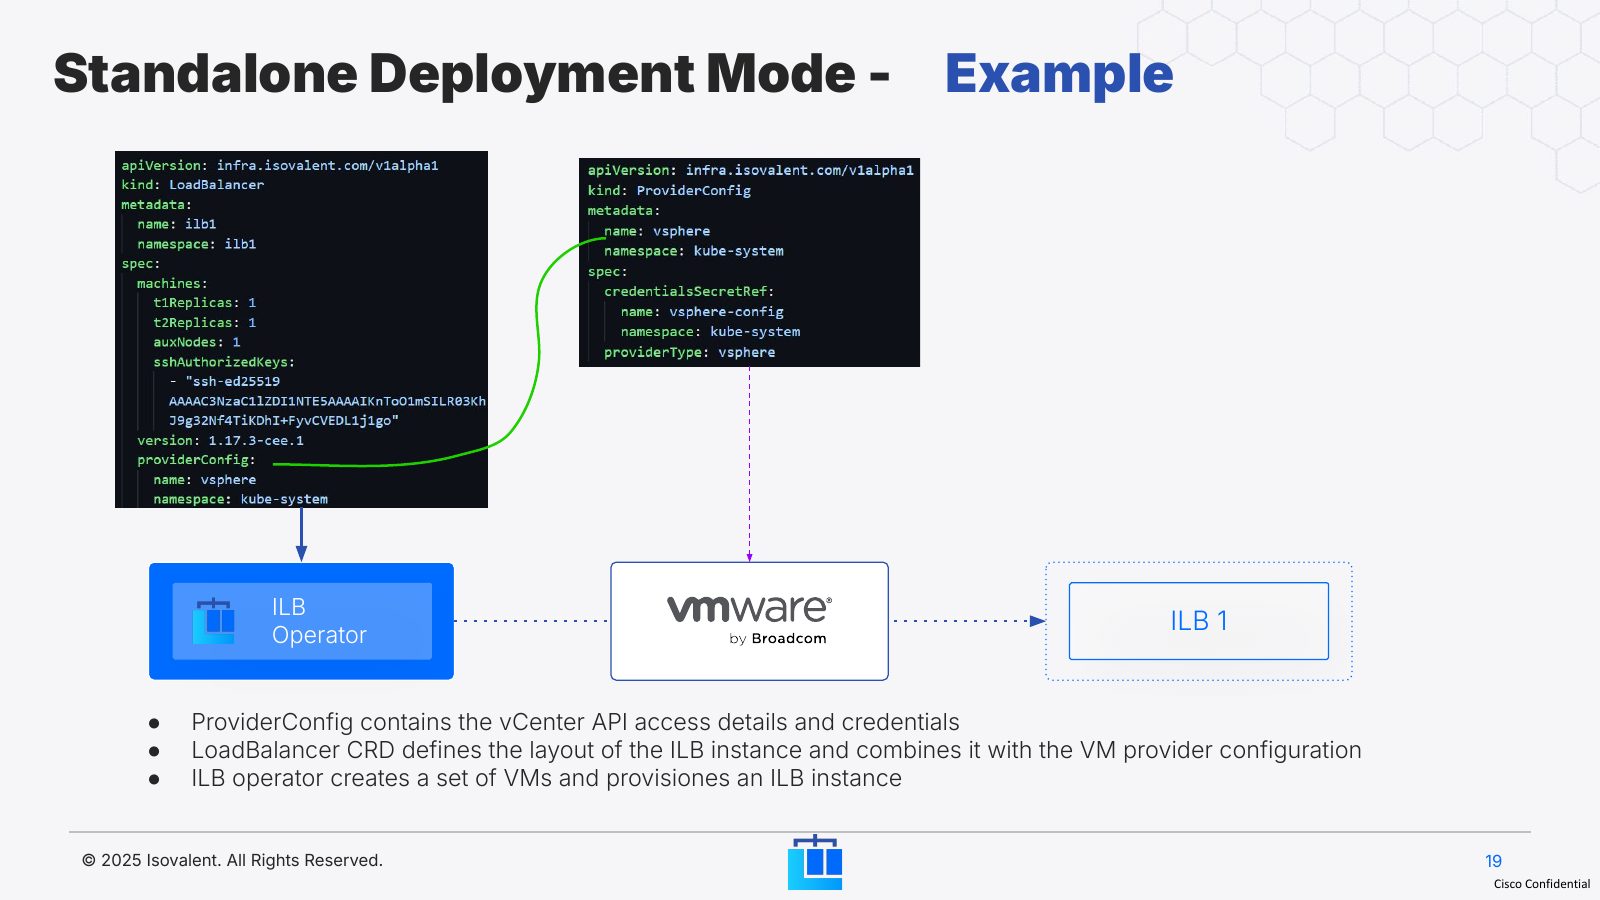 Standalone Deployment Mode - Example
apiVersion: infra.isovalent.com/v1alpha1
kind: LoadBalancer
metadata:
name: ilb1
namespace: ilb1
spec:
machines:
t1Replicas: 1
t2Replicas: 1
auxNodes: 1
sshAuthorizedKeys:
- "ssh-ed25519
AAAAC3NzaC1lZDI1NTE5AAAAIKnToO1mSILR03Kh
J9g32Nf4TiKDhI+FyvCVEDL1j1go"
version: 1.17.3-cee.1
providerConfig:
name: vsphere
namespace: kube-system
apiVersion: infra.isovalent.com/v1alpha1
kind: ProviderConfig
metadata:
name: vsphere
namespace: kube-system
spec:
credentialsSecretRef:
name: vsphere-config
namespace: kube-system
providerType: vsphere
ILB
Operator
vmware®
by Broadcom
ILB 1
● ProviderConfig contains the vCenter API access details and credentials
● LoadBalancer CRD defines the layout of the ILB instance and combines it with the VM provider configuration
● ILB operator creates a set of VMs and provisiones an ILB instance
© 2025 Isovalent. All Rights Reserved.
19
Cisco Confidential